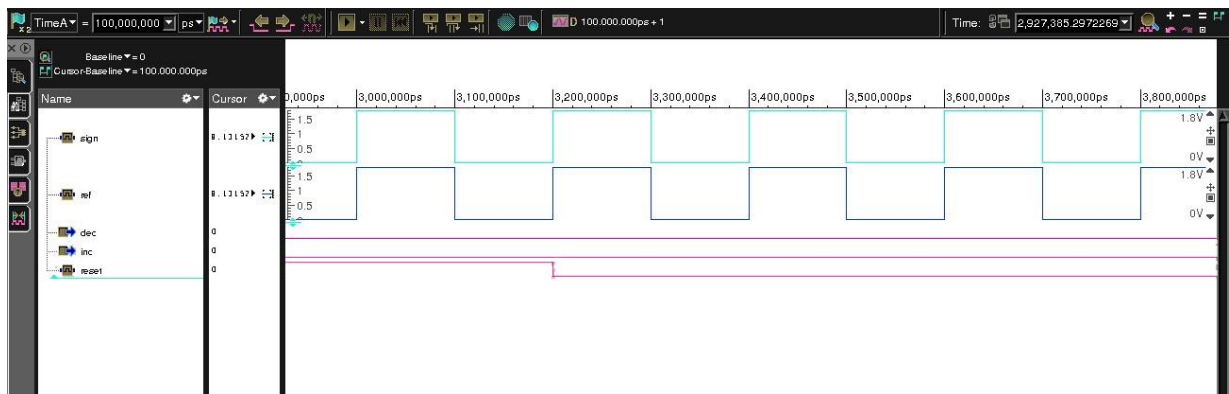 TimeA = 100,000,000 ps
D 100.000.000ps + 1
Time: 2,927,385.2972269
Baseline = 0
Cursor-Baseline = 100.000.000ps
Name Cursor
0,000ps 3,000,000ps 3,100,000ps 3,200,000ps 3,300,000ps 3,400,000ps 3,500,000ps 3,600,000ps 3,700,000ps 3,800,000ps
sign
1.5
1
0.5
1.8V
0V
ref
1.5
1
0.5
1.8V
0V
dec 0
inc 0
reset 0